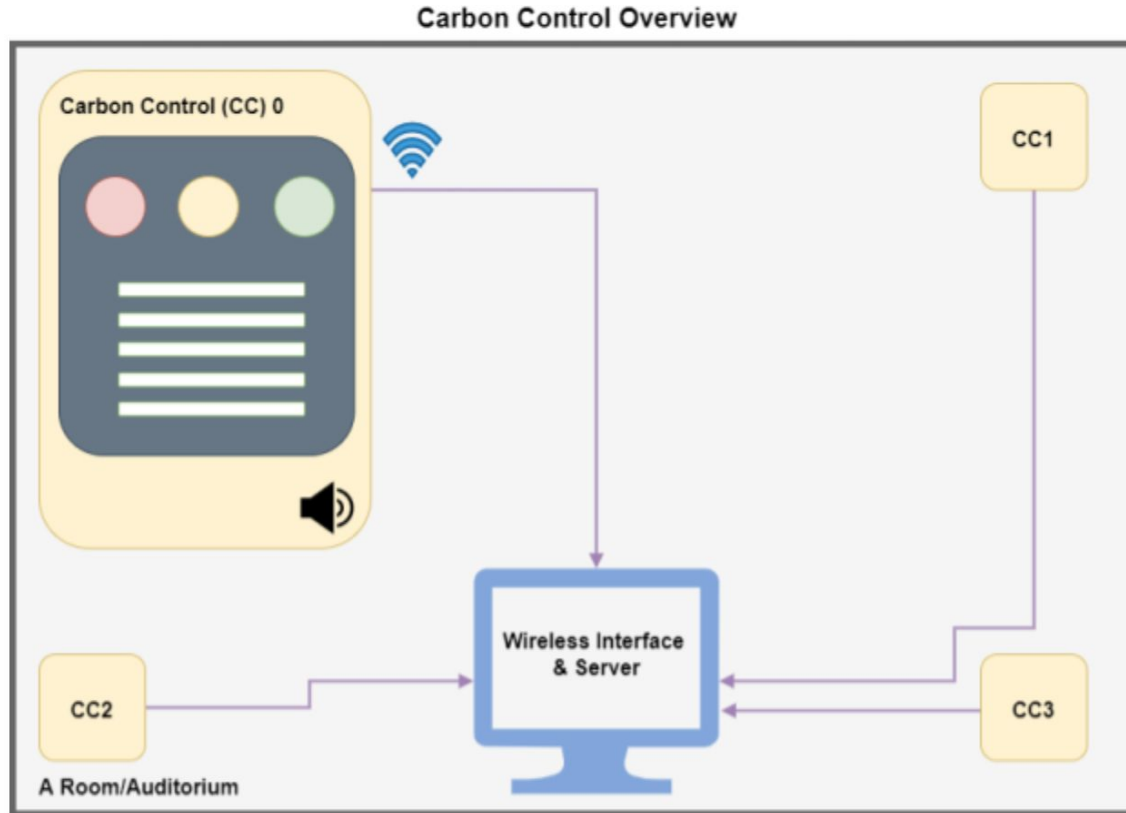 Carbon Control Overview
Carbon Control (CC) 0
CC1
Wireless Interface
& Server
CC2
CC3
A Room/Auditorium